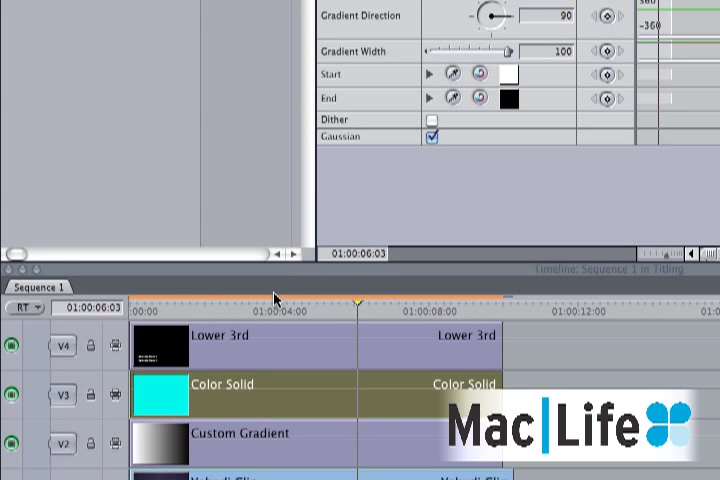 360
Gradient Direction
90
-360
Gradient Width
100
Start
End
Dither
Gaussian
01:00:06:03
Timeline: Sequence 1 in Titling
Sequence 1
RT
01:00:06:03
:00:00
01:00:04:00
01:00:08:00
01:00:12:00
V4
Lower 3rd
Lower 3rd
V3
Color Solid
Color Solid
V2
Custom Gradient
Mac|Life